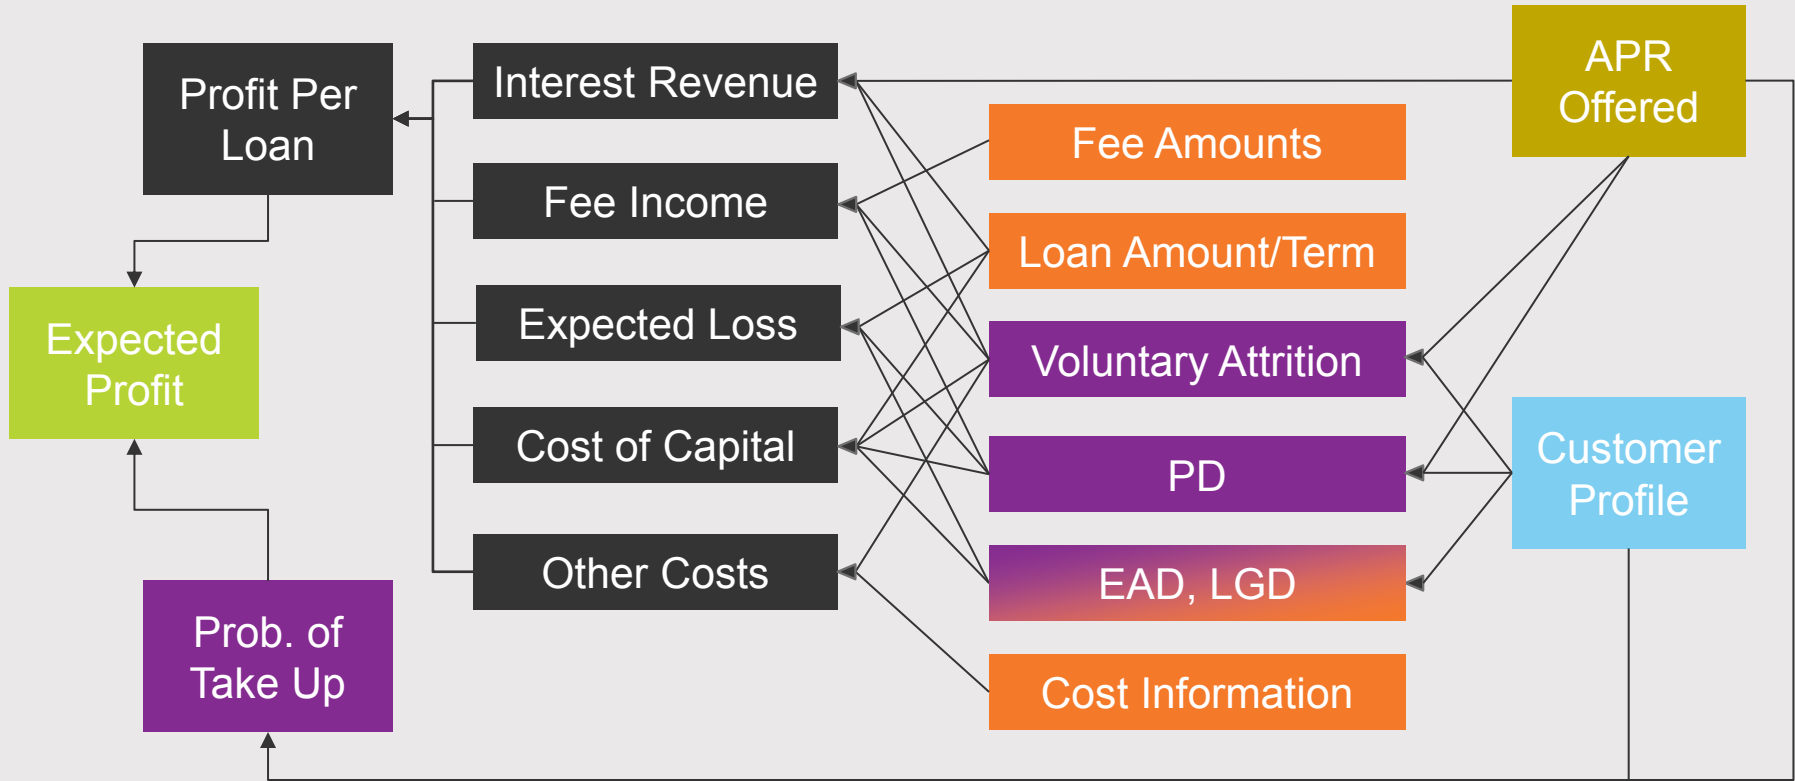 Profit Per
Loan
Expected
Profit
Prob. of
Take Up
Interest Revenue
Fee Income
Expected Loss
Cost of Capital
Other Costs
Fee Amounts
Loan Amount/Term
Voluntary Attrition
PD
EAD, LGD
Cost Information
APR
Offered
Customer
Profile